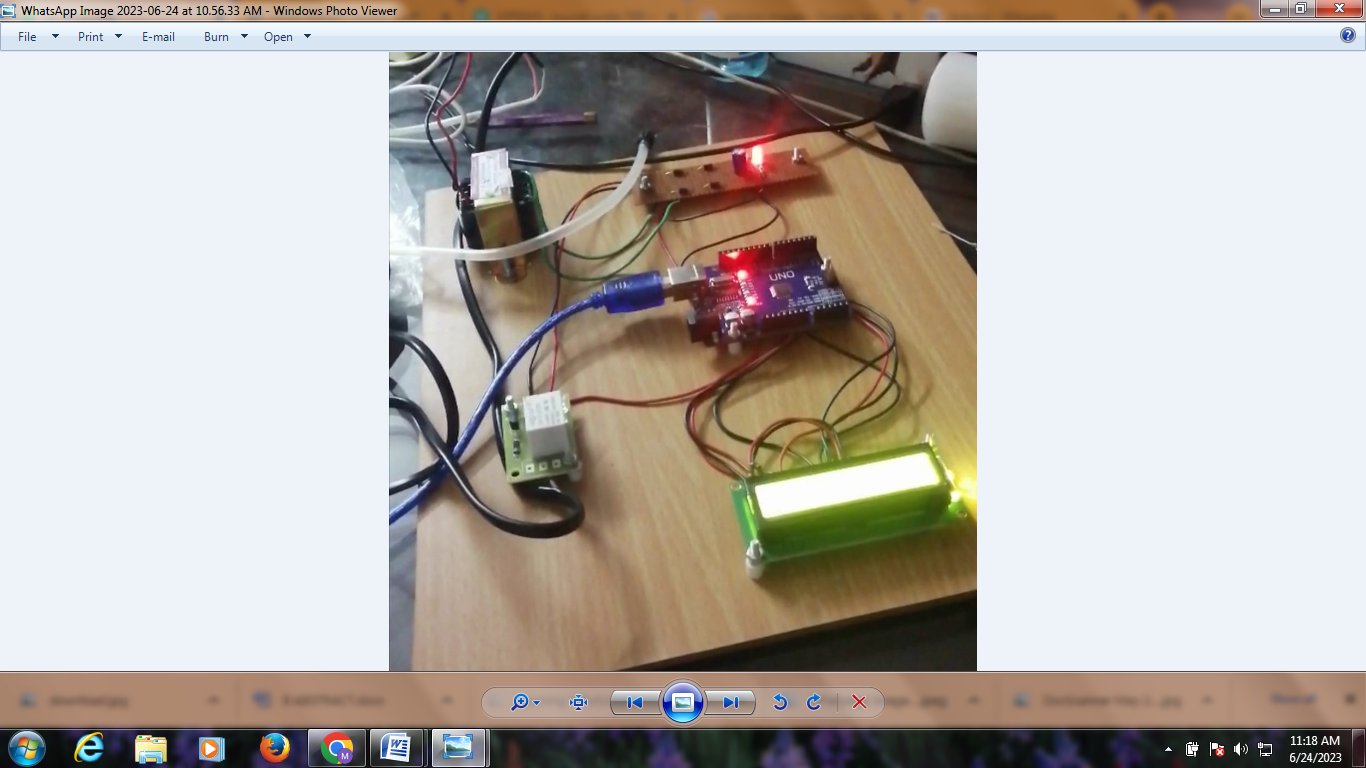 WhatsApp Image 2023-06-24 at 10.56.33 AM - Windows Photo Viewer
File Print E-mail Burn Open
UNO
11:18 AM
6/24/2023